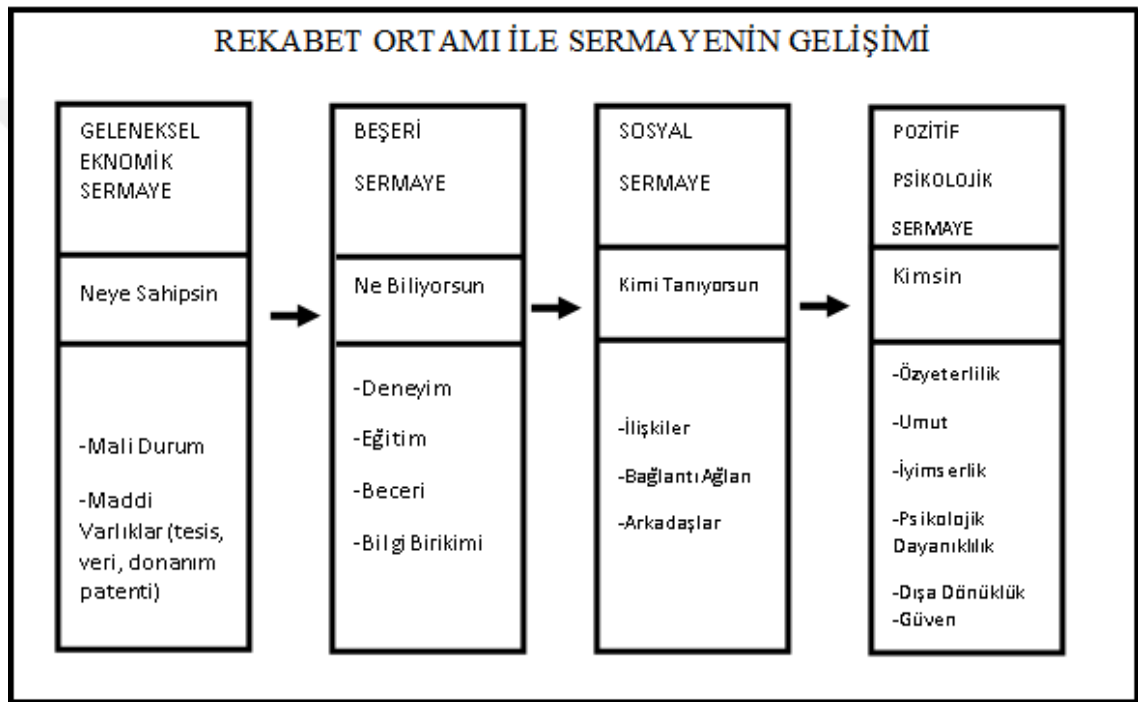 REKABET ORTAMI İLE SERMAYENİN GELİŞİMİ
GELENEKSEL
EKNOMİK
SERMAYE
Neye Sahipsin
-Mali Durum
-Maddi
Varlıklar (tesis,
veri, donanım
patenti)
BEŞERİ
SERMAYE
Ne Biliyorsun
-Deneyim
-Eğitim
-Beceri
-Bilgi Birikimi
SOSYAL
SERMAYE
Kimi Tanıyorsun
-İlişkiler
-Bağlantı Ağlan
-Arkadaşlar
POZİTİF
PSİKOLOJİK
SERMAYE
Kimsin
-Özyeterlilik
-Umut
-İyimserlik
-Psikolojik
Dayanıklılık
-Dışa Dönüklük
-Güven